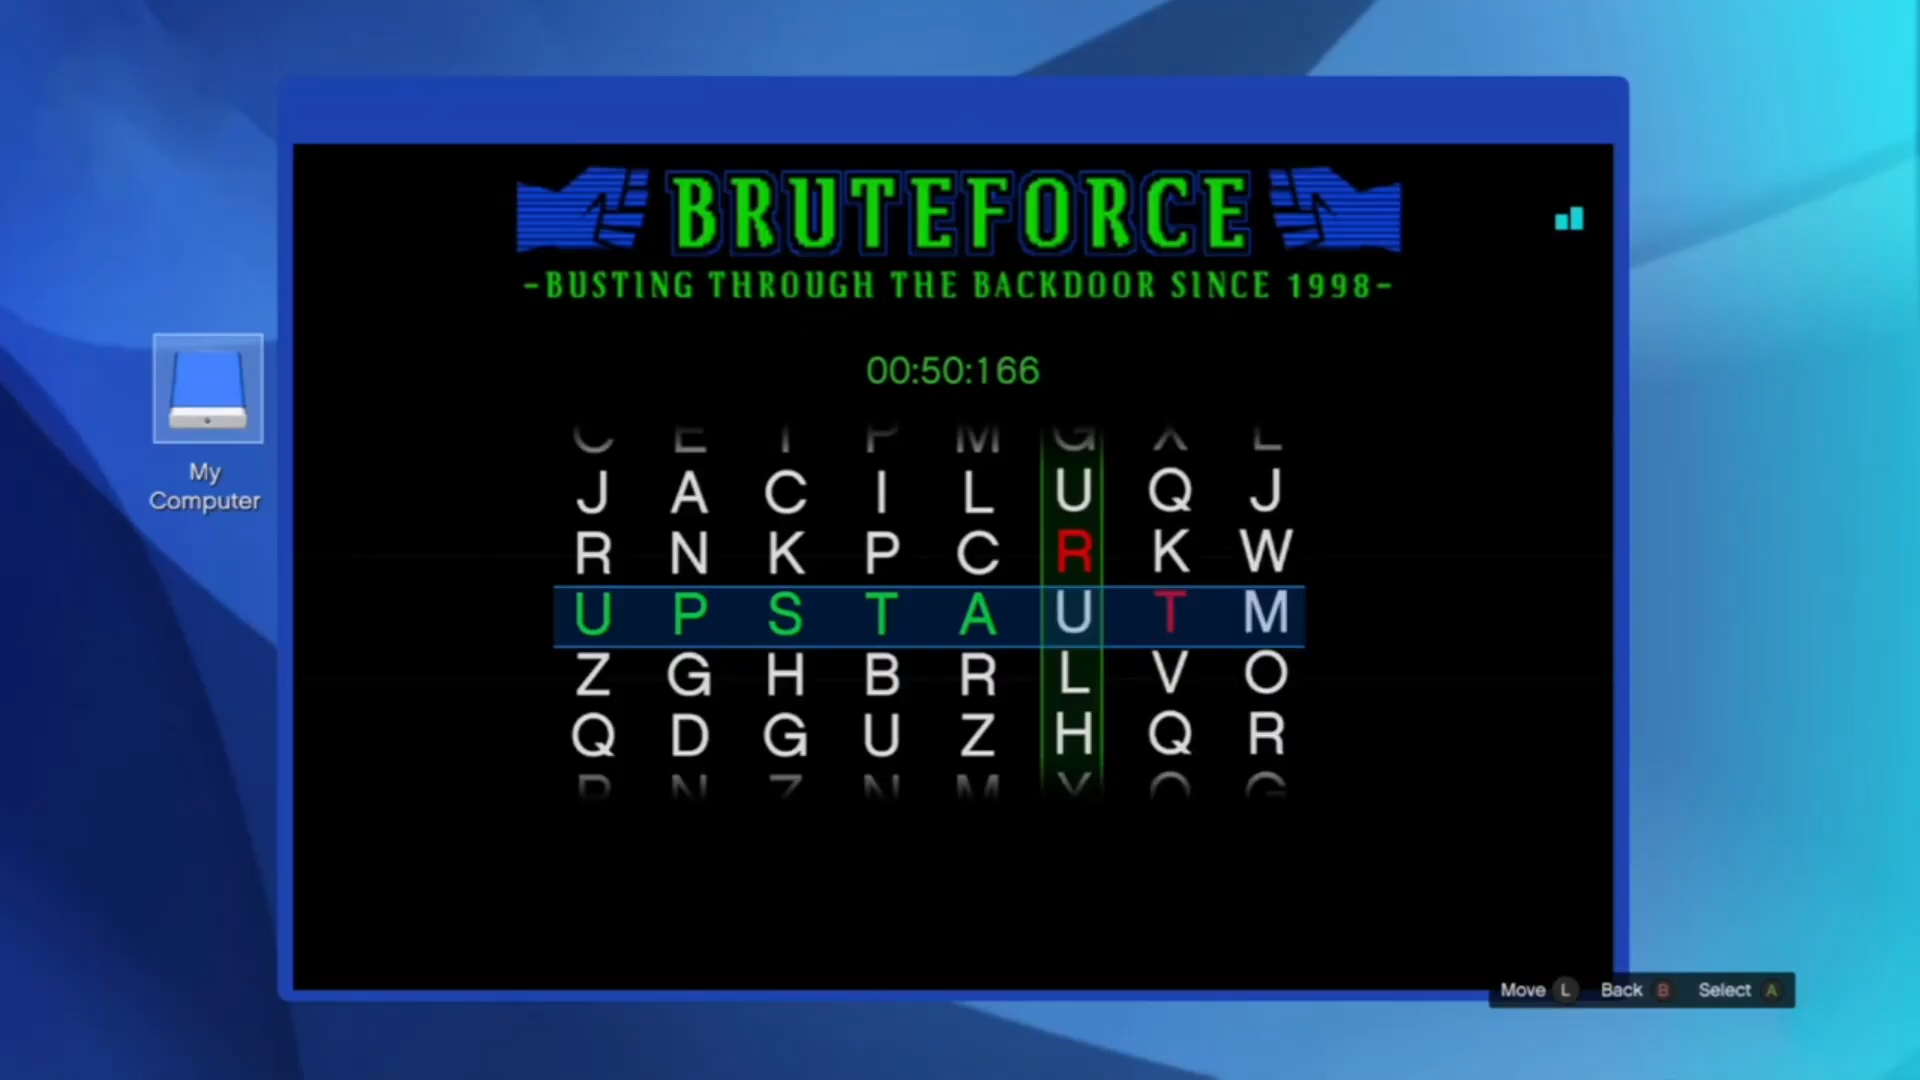 BRUTEFORCE
-BUSTING THROUGH THE BACKDOOR SINCE 1998-
00:50:166
C E I P M G X L
J A C I L U Q J
R N K P C R K W
U P S T A U T M
Z G H B R L V O
Q D G U Z H Q R
My
Computer
Move L Back B Select A